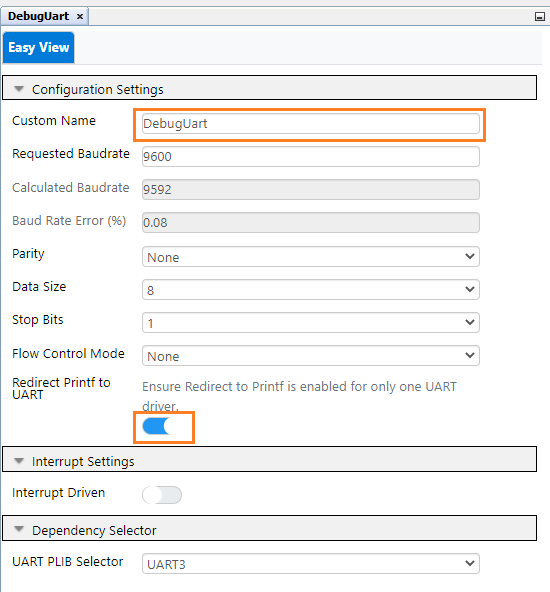 DebugUart ×
Easy View
Configuration Settings
Custom Name
DebugUart
Requested Baudrate
9600
Calculated Baudrate
9592
Baud Rate Error (%)
0.08
Parity
None
Data Size
8
Stop Bits
1
Flow Control Mode
None
Redirect Printf to
UART
Ensure Redirect to Printf is enabled for only one UART
driver.
Interrupt Settings
Interrupt Driven
Dependency Selector
UART PLIB Selector
UART3